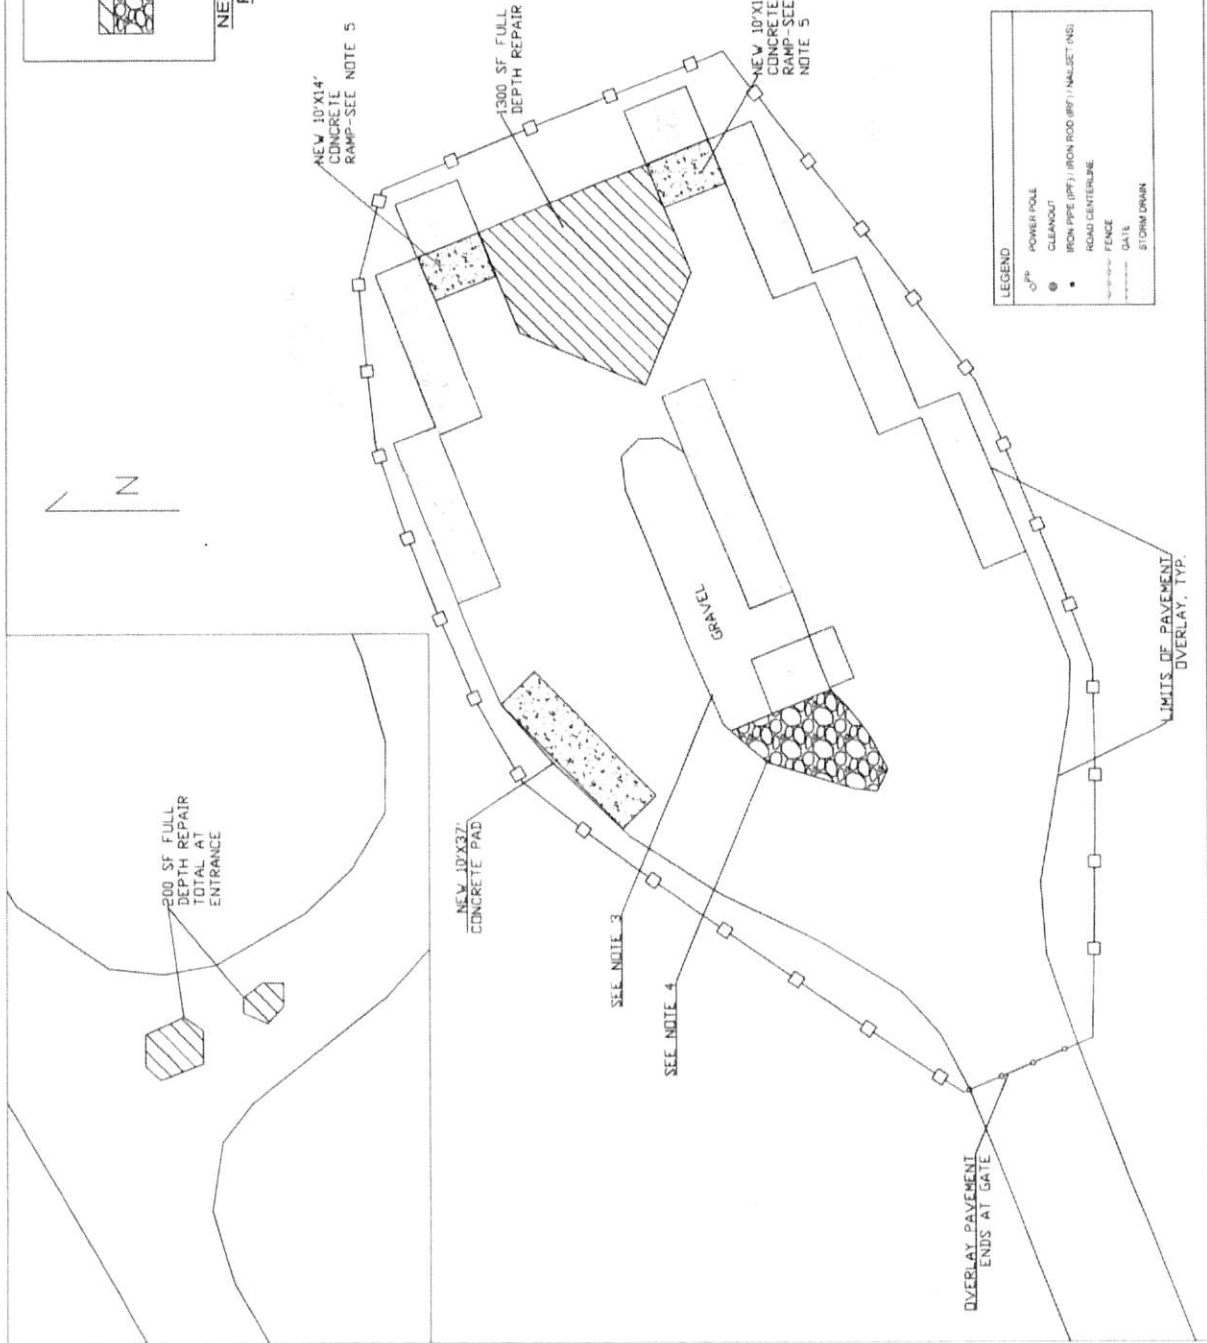 NE
NEW 10'X14'
CONCRETE
RAMP-SEE NOTE 5
1300 SF FULL
DEPTH REPAIR
NEW 10'X1
CONCRETE
RAMP-SEE
NOTE 5
N
200 SF FULL
DEPTH REPAIR
TOTAL AT
ENTRANCE
NEW 10'X37'
CONCRETE PAD
GRAVEL
SEE NOTE 3
SEE NOTE 4
OVERLAY PAVEMENT
ENDS AT GATE
LIMITS OF PAVEMENT
OVERLAY, TYP.
LEGEND
PP POWER POLE
CLEANOUT
IRON PIPE (IPF) / IRON ROD (IRF) / NAILSET (NS)
ROAD CENTERLINE
FENCE
GATE
STORM DRAIN